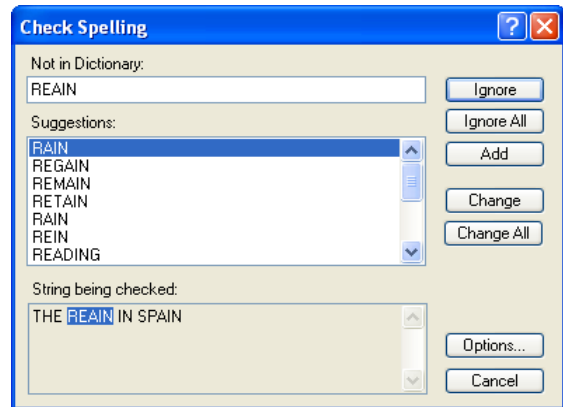 Check Spelling
Not in Dictionary:
REAIN
Ignore
Suggestions:
Ignore All
RAIN
REGAIN
Add
REMAIN
RETAIN
Change
RAIN
REIN
Change All
READING
String being checked:
THE REAIN IN SPAIN
Options...
Cancel